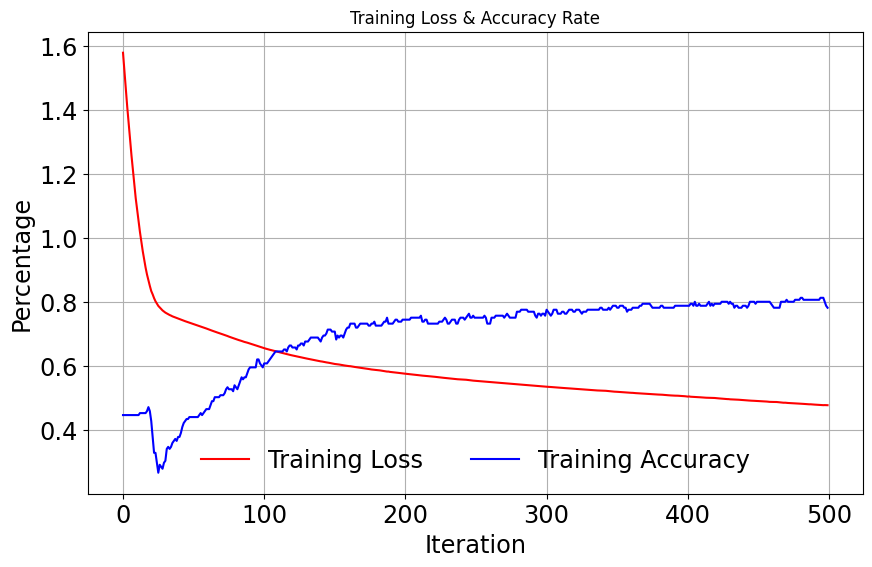 Training Loss & Accuracy Rate
1.6
1.4
1.2
1.0
0.8
0.6
0.4
Percentage
Training Loss
Training Accuracy
0
100
200
300
400
500
Iteration